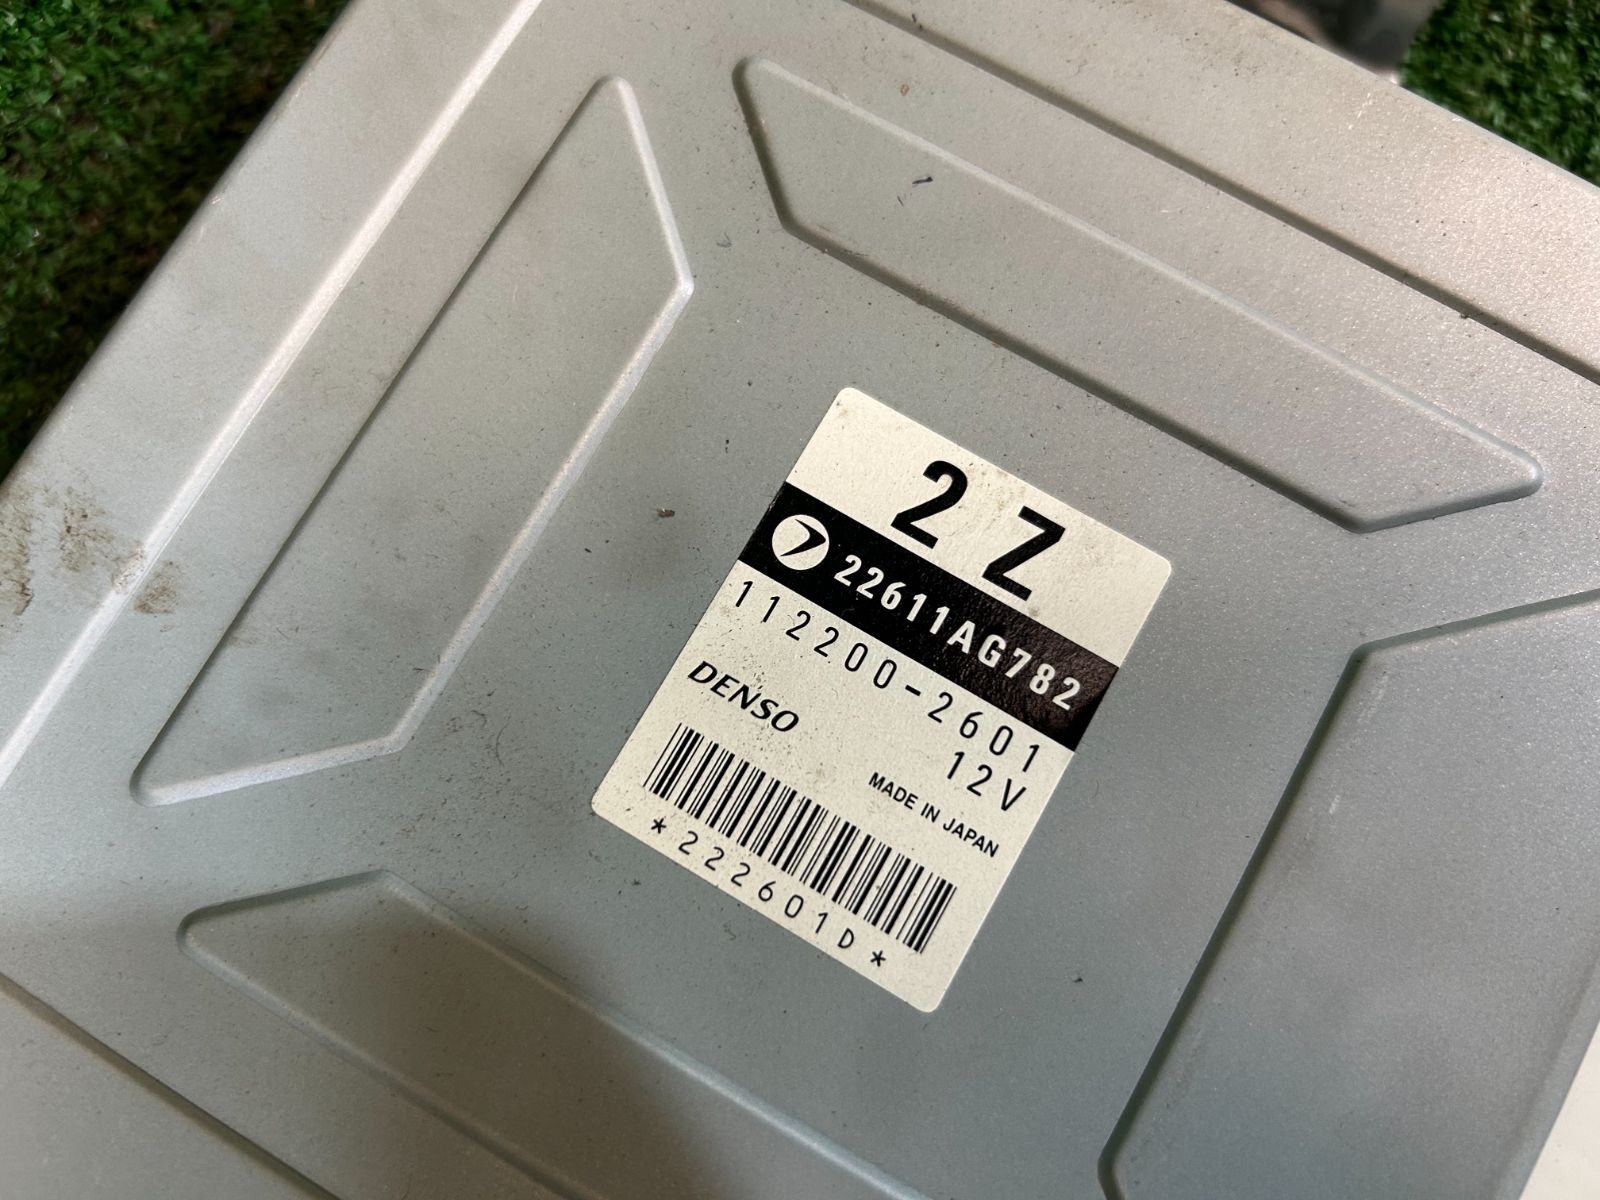 2 Z
22611AG782
112200-2601
12V
DENSO
MADE IN JAPAN
*222601D*